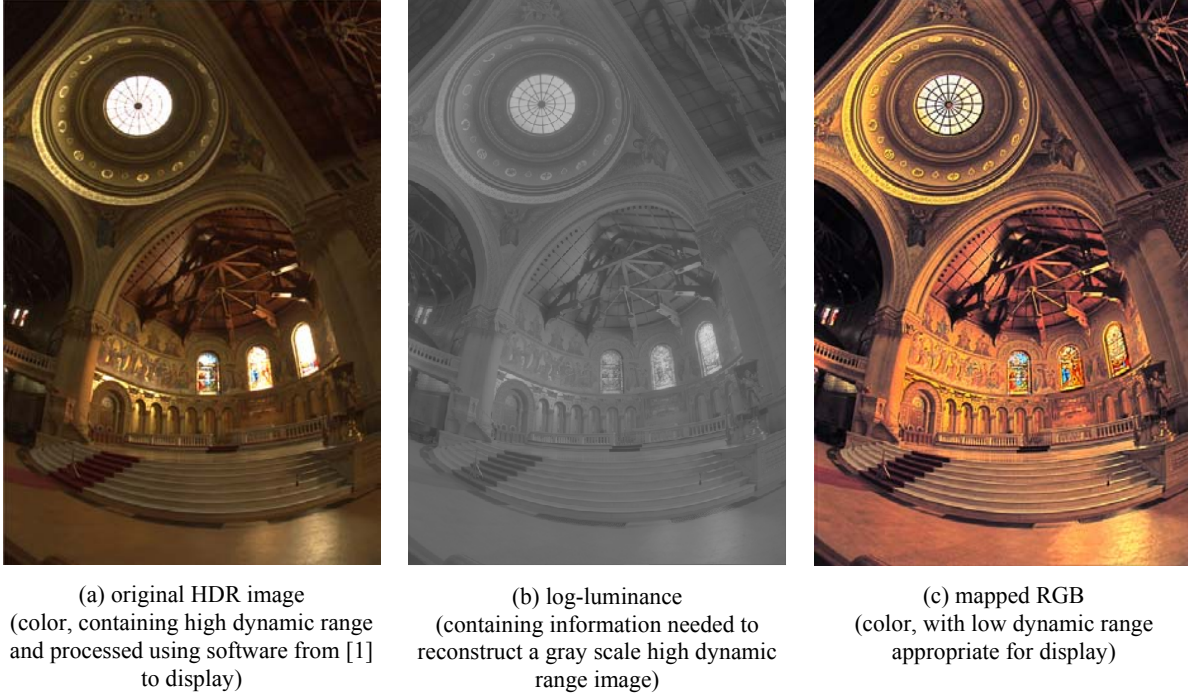 (a) original HDR image
(color, containing high dynamic range
and processed using software from [1]
to display)
(b) log-luminance
(containing information needed to
reconstruct a gray scale high dynamic
range image)
(c) mapped RGB
(color, with low dynamic range
appropriate for display)